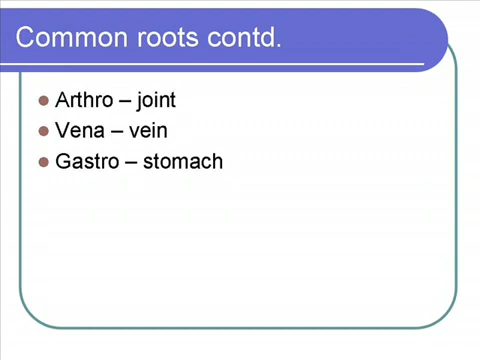 Common roots contd.
Arthro – joint
Vena – vein
Gastro – stomach